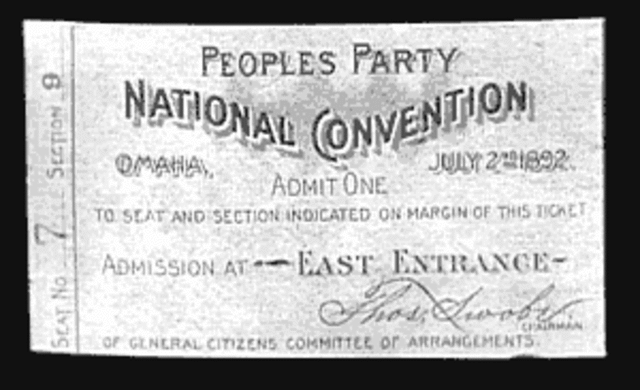 PEOPLES PARTY
NATIONAL CONVENTION
OMAHA, JULY 2ND 1892.
ADMIT ONE
TO SEAT AND SECTION INDICATED ON MARGIN OF THIS TICKET
ADMISSION AT — EAST ENTRANCE —
Thos. Swobe,
CHAIRMAN
OF GENERAL CITIZENS COMMITTEE OF ARRANGEMENTS.
SEAT NO. 7 SECTION 9